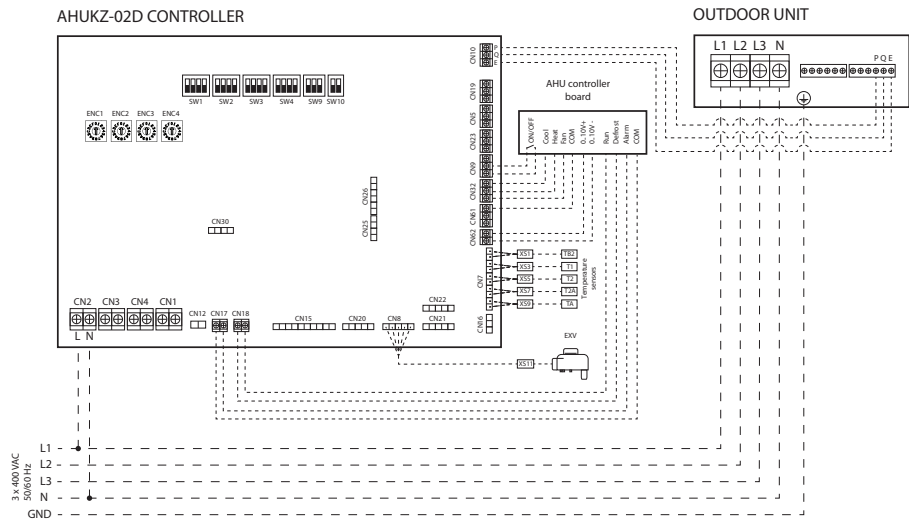 AHUKZ-02D CONTROLLER
OUTDOOR UNIT
L1 L2 L3 N
P Q E
CN10
P
Q
E
SW1 SW2 SW3 SW4 SW9 SW10
ENC1 ENC2 ENC3 ENC4
CN19
CN5
CN23
CN9
CN32
CN61
CN62
CN7
CN16
AHU controller
board
ON/OFF
Cool
Heat
Fan
COM
0..10V+
0..10V -
Run
Defrost
Alarm
COM
CN26
CN25
CN30
XS1 TB2
XS3 T1
XS5 T2
XS7 T2A
XS9 TA
Temperature
sensors
CN2 CN3 CN4 CN1
L N
CN12 CN17 CN18
CN15
CN20
CN8
CN22
CN21
EXV
XS11
3 x 400 VAC
50/60 Hz
L1
L2
L3
N
GND